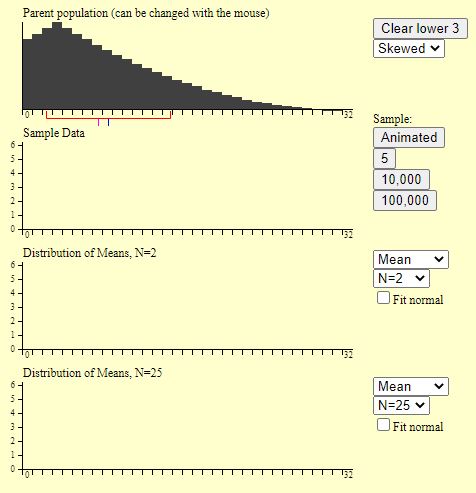 Parent population (can be changed with the mouse)
Clear lower 3
Skewed
0 32
Sample:
Sample Data
Animated
5
10,000
100,000
6
5
4
3
2
1
0
0 32
Distribution of Means, N=2
Mean
N=2
Fit normal
6
5
4
3
2
1
0
0 32
Distribution of Means, N=25
Mean
N=25
Fit normal
6
5
4
3
2
1
0
0 32